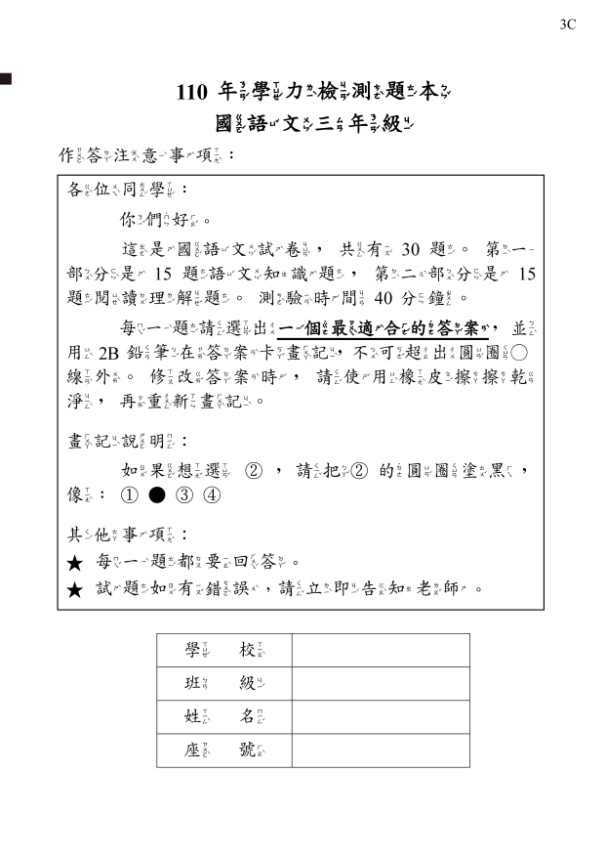 3C
110 年學力檢測題本
國語文三年級
作答注意事項：
各位同學：
你們好。
這是國語文試卷，共有 30 題。第一
部分是 15 題語文知識題，第二部分是 15
題閱讀理解題。測驗時間 40 分鐘。
每一題請選出一個最適合的答案，並
用 2B 鉛筆在答案卡畫記，不可超出圓圈○
線外。修改答案時，請使用橡皮擦擦乾
淨，再重新畫記。
畫記說明：
如果想選 ②，請把② 的圓圈塗黑，
像：① ● ③ ④
其他事項：
★ 每一題都要回答。
★ 試題如有錯誤，請立即告知老師。
學 校
班 級
姓 名
座 號